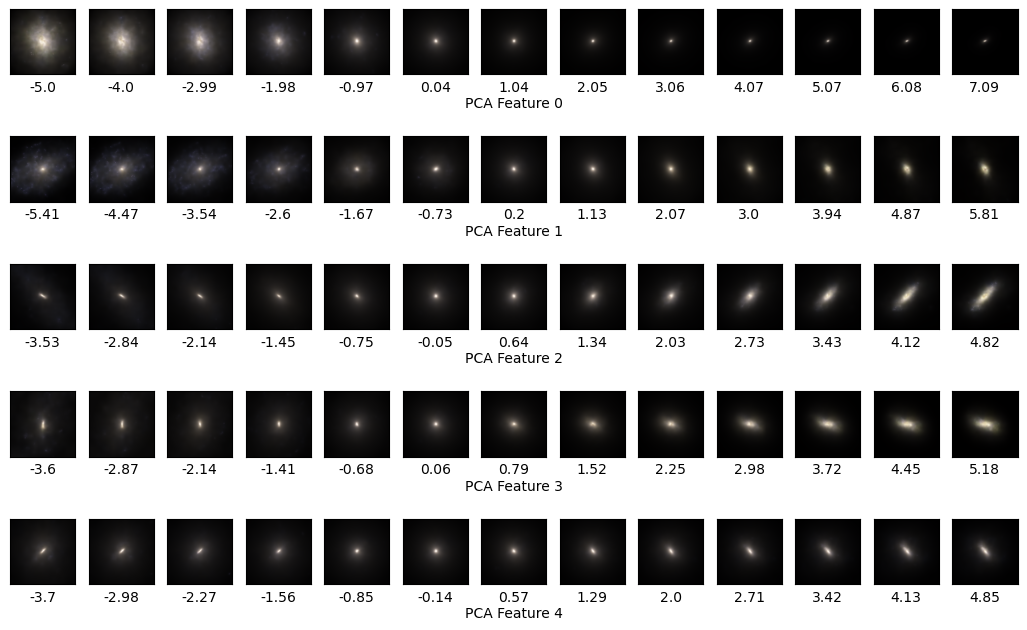 -5.0 -4.0 -2.99 -1.98 -0.97 0.04 1.04 2.05 3.06 4.07 5.07 6.08 7.09
PCA Feature 0
-5.41 -4.47 -3.54 -2.6 -1.67 -0.73 0.2 1.13 2.07 3.0 3.94 4.87 5.81
PCA Feature 1
-3.53 -2.84 -2.14 -1.45 -0.75 -0.05 0.64 1.34 2.03 2.73 3.43 4.12 4.82
PCA Feature 2
-3.6 -2.87 -2.14 -1.41 -0.68 0.06 0.79 1.52 2.25 2.98 3.72 4.45 5.18
PCA Feature 3
-3.7 -2.98 -2.27 -1.56 -0.85 -0.14 0.57 1.29 2.0 2.71 3.42 4.13 4.85
PCA Feature 4